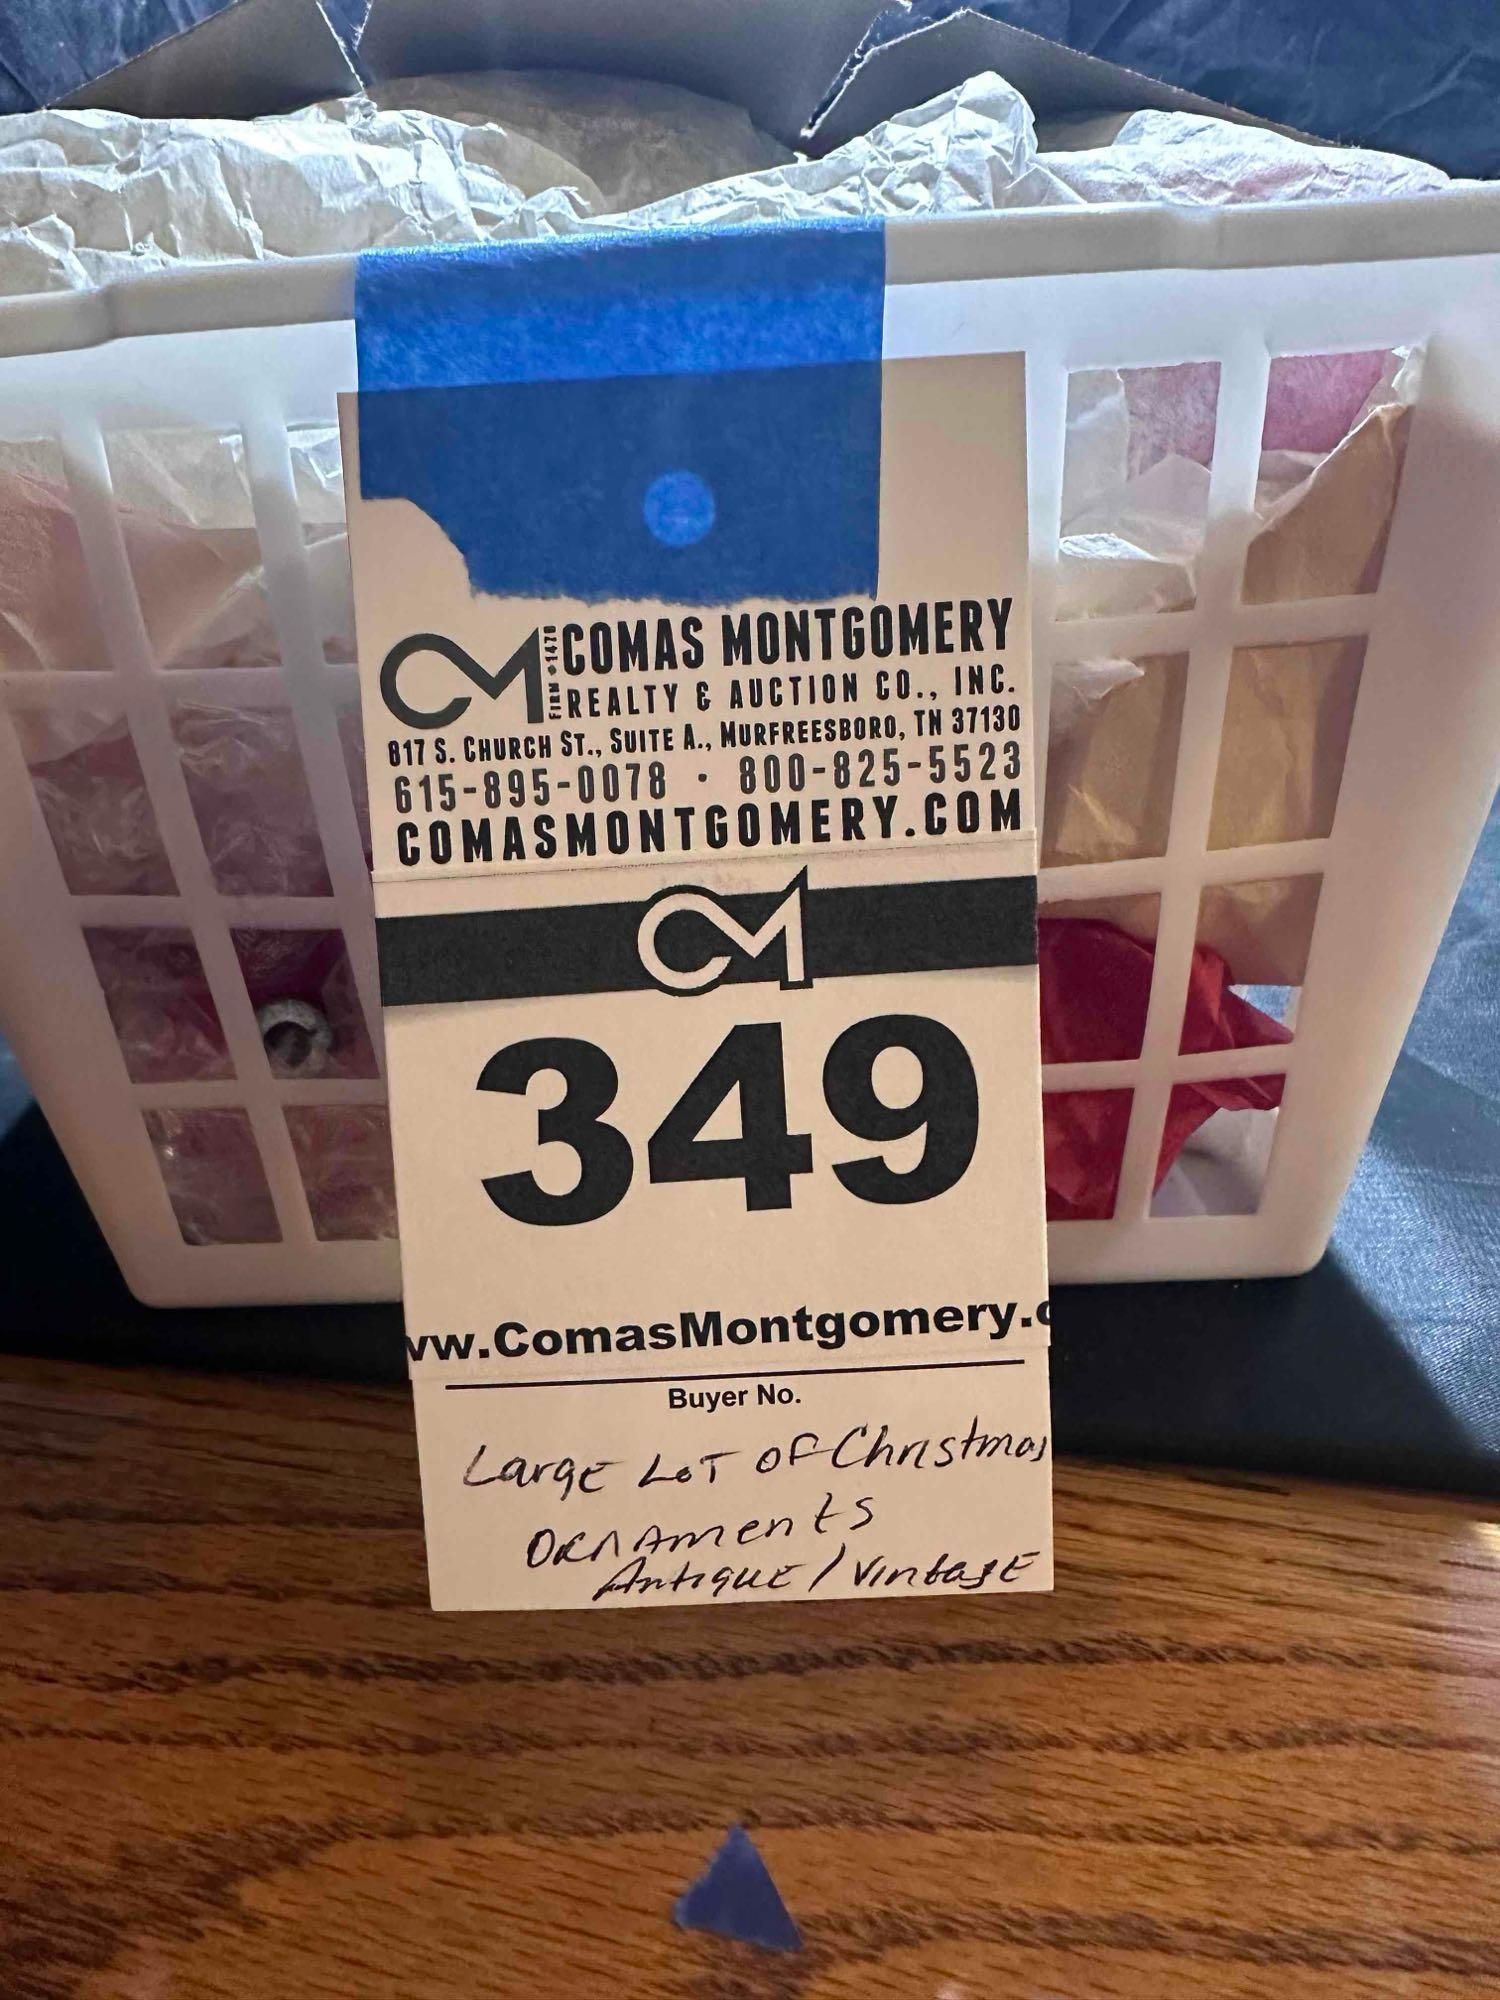 CM FIRM #1478 COMAS MONTGOMERY
REALTY & AUCTION CO., INC.
817 S. CHURCH ST., SUITE A., MURFREESBORO, TN 37130
615-895-0078 · 800-825-5523
COMASMONTGOMERY.COM
CM
349
ww.ComasMontgomery.c
Buyer No.
Large Lot of Christmas
Ornaments
Antique / Vintage